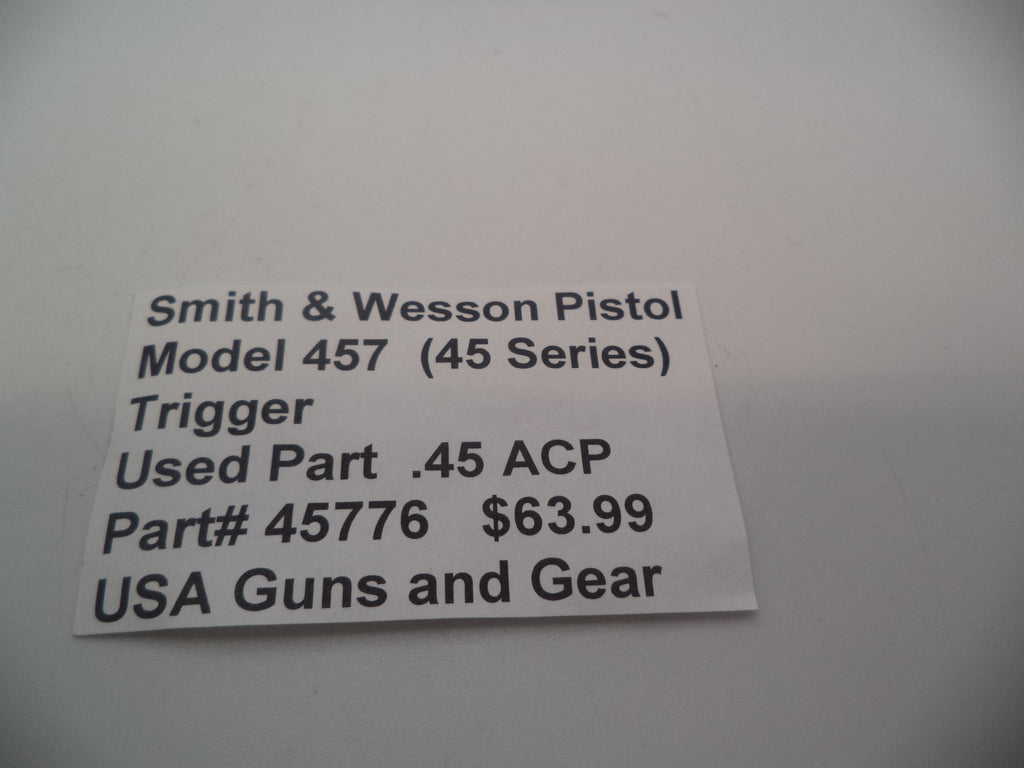 Smith & Wesson Pistol
Model 457 (45 Series)
Trigger
Used Part .45 ACP
Part# 45776 $63.99
USA Guns and Gear